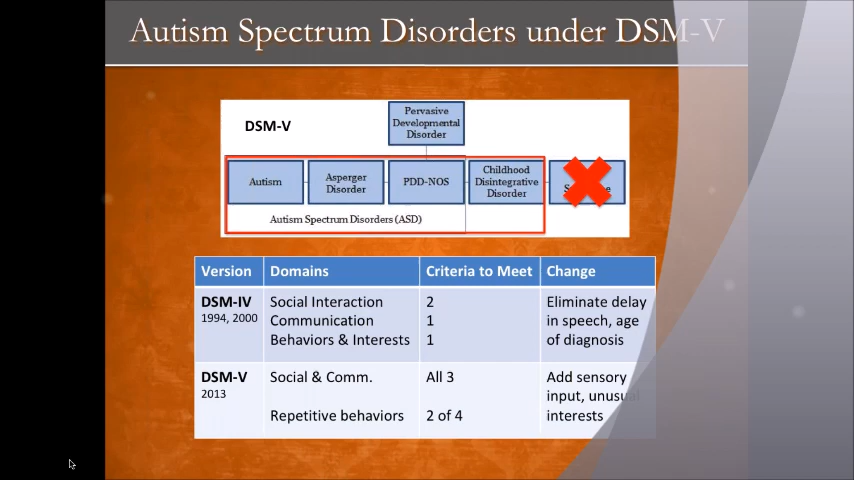 Autism Spectrum Disorders under DSM-V
DSM-V
Pervasive
Developmental
Disorder
Autism
Asperger
Disorder
PDD-NOS
Childhood
Disintegrative
Disorder
Autism Spectrum Disorders (ASD)
Version Domains Criteria to Meet Change
DSM-IV Social Interaction 2 Eliminate delay
1994, 2000 Communication 1 in speech, age
Behaviors & Interests 1 of diagnosis
DSM-V Social & Comm. All 3 Add sensory
2013 input, unusual
Repetitive behaviors 2 of 4 interests